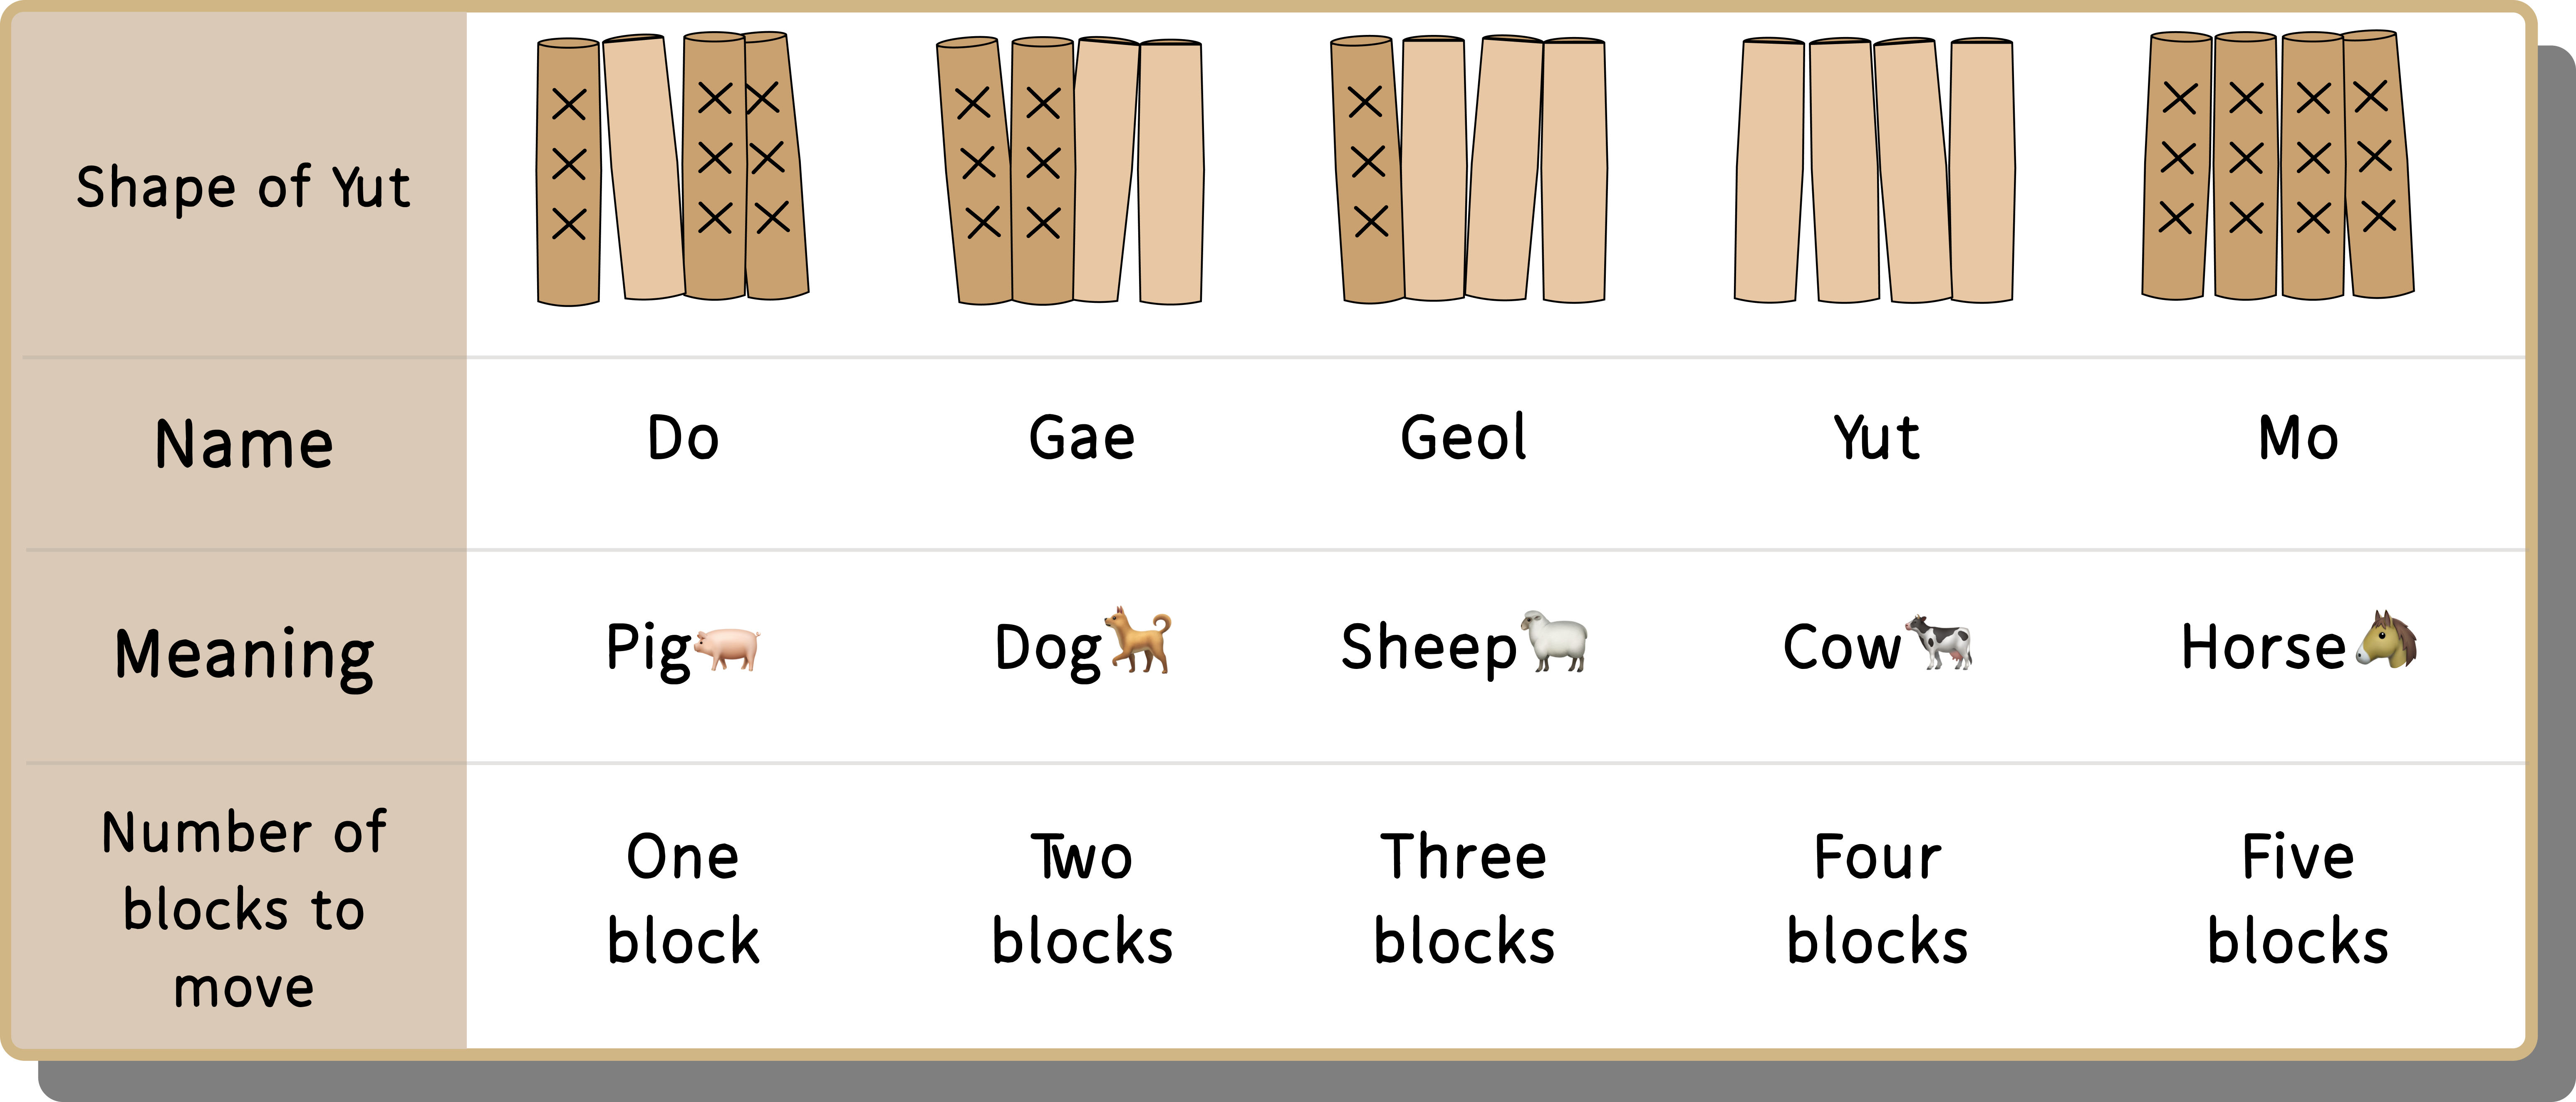 Shape of Yut
Name
Do
Gae
Geol
Yut
Mo
Meaning
Pig
Dog
Sheep
Cow
Horse
Number of
blocks to
move
One
block
Two
blocks
Three
blocks
Four
blocks
Five
blocks